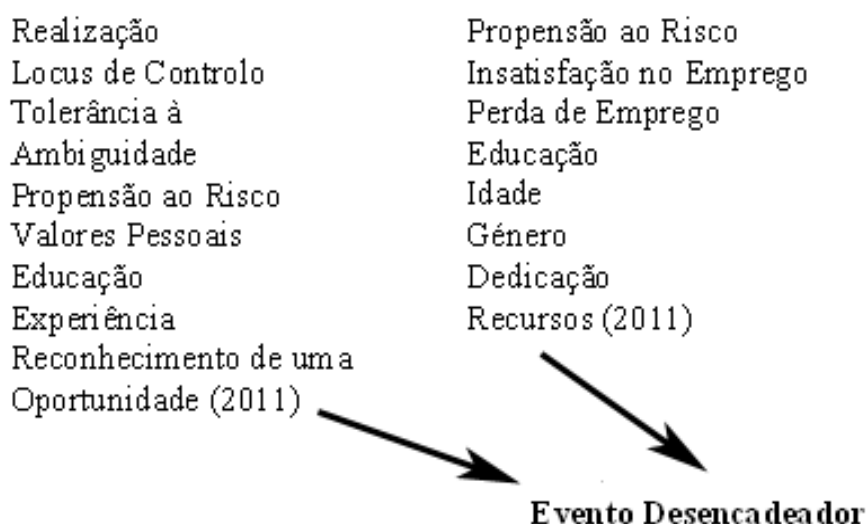 Realização
Locus de Controlo
Tolerância à
Ambiguidade
Propensão ao Risco
Valores Pessoais
Educação
Experiência
Reconhecimento de uma
Oportunidade (2011)
Propensão ao Risco
Insatisfação no Emprego
Perda de Emprego
Educação
Idade
Género
Dedicação
Recursos (2011)
Evento Desencadeador